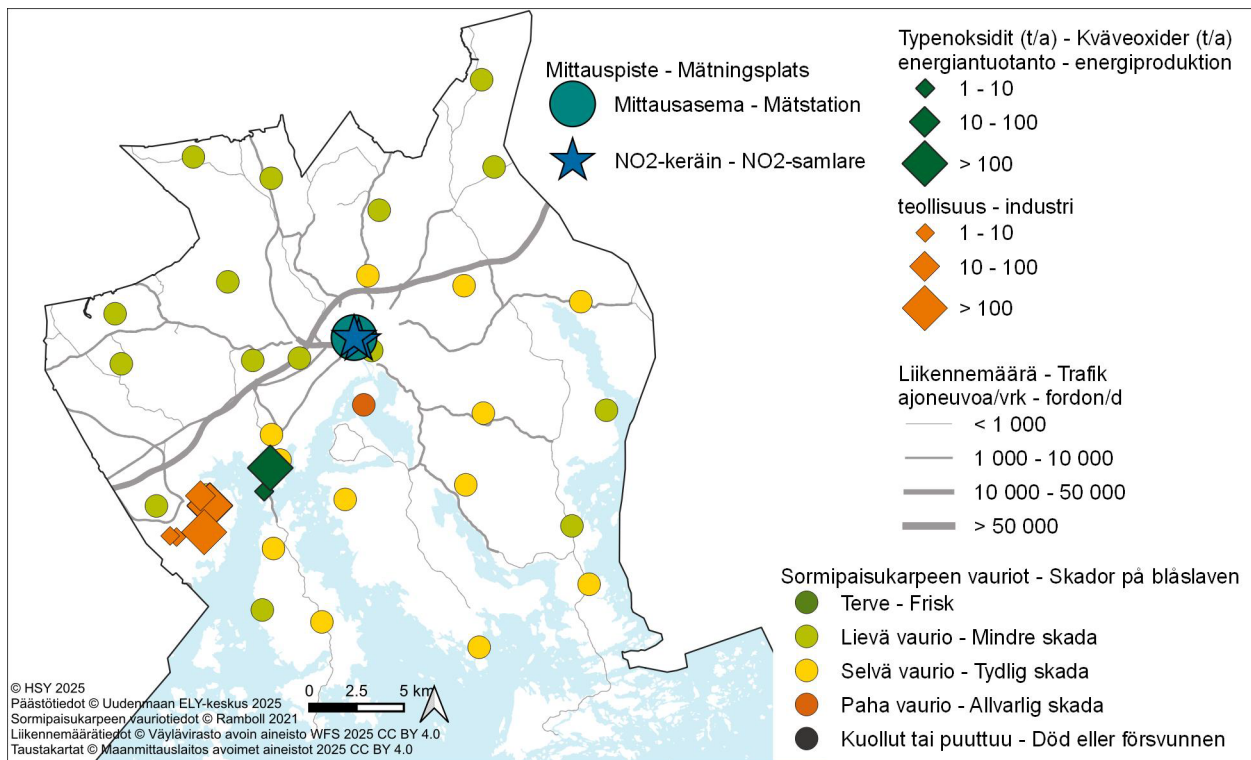 Mittauspiste - Mätningsplats
Mittausasema - Mätstation
NO2-keräin - NO2-samlare
Typenoksidit (t/a) - Kväveoxider (t/a)
energiantuotanto - energiproduktion
1 - 10
10 - 100
> 100
teollisuus - industri
1 - 10
10 - 100
> 100
Liikennemäärä - Trafik
ajoneuvoa/vrk - fordon/d
< 1 000
1 000 - 10 000
10 000 - 50 000
> 50 000
Sormipaisukarpeen vauriot - Skador på blåslaven
Terve - Frisk
Lievä vaurio - Mindre skada
Selvä vaurio - Tydlig skada
Paha vaurio - Allvarlig skada
Kuollut tai puuttuu - Död eller försvunnen
0 2.5 5 km
© HSY 2025
Päästötiedot © Uudenmaan ELY-keskus 2025
Sormipaisukarpeen vauriotiedot © Ramboll 2021
Liikennemäärätiedot © Väylävirasto avoin aineisto WFS 2025 CC BY 4.0
Taustakartat © Maanmittauslaitos avoimet aineistot 2025 CC BY 4.0